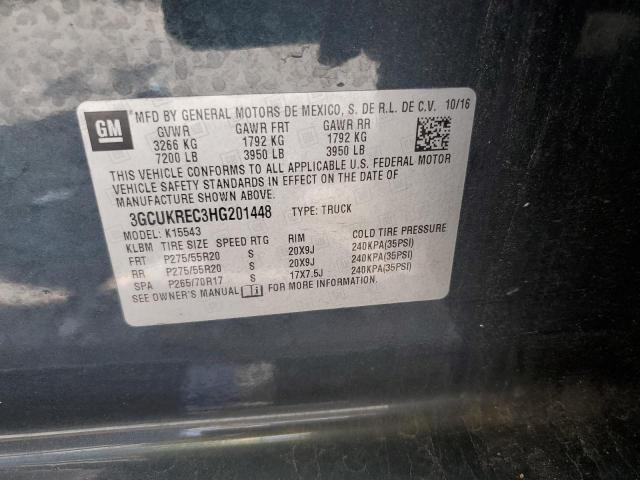 MFD BY GENERAL MOTORS DE MEXICO, S. DE R.L. DE C.V. 10/16
GM
GVWR GAWR FRT GAWR RR
3266 KG 1792 KG 1792 KG
7200 LB 3950 LB 3950 LB
THIS VEHICLE CONFORMS TO ALL APPLICABLE U.S. FEDERAL MOTOR
VEHICLE SAFETY STANDARDS IN EFFECT ON THE DATE OF
MANUFACTURE SHOWN ABOVE.
3GCUKREC3HG201448 TYPE: TRUCK
MODEL: K15543
KLBM TIRE SIZE SPEED RTG RIM COLD TIRE PRESSURE
FRT P275/55R20 S 20X9J 240KPA(35PSI)
RR P275/55R20 S 20X9J 240KPA(35PSI)
SPA P265/70R17 S 17X7.5J 240KPA(35PSI)
SEE OWNER'S MANUAL FOR MORE INFORMATION.